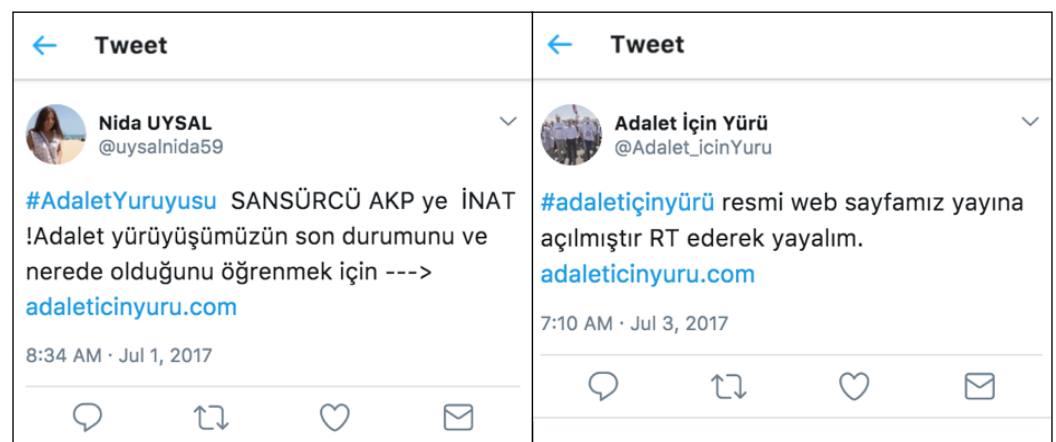 Tweet
Nida UYSAL
@uysalnida59
#AdaletYuruyusu SANSÜRCÜ AKP ye İNAT
!Adalet yürüyüşümüzün son durumunu ve
nerede olduğunu öğrenmek için --->
adaleticinyuru.com
8:34 AM · Jul 1, 2017
Tweet
Adalet İçin Yürü
@Adalet_icinYuru
#adaletiçinyürü resmi web sayfamız yayına
açılmıştır RT ederek yayalım.
adaleticinyuru.com
7:10 AM · Jul 3, 2017